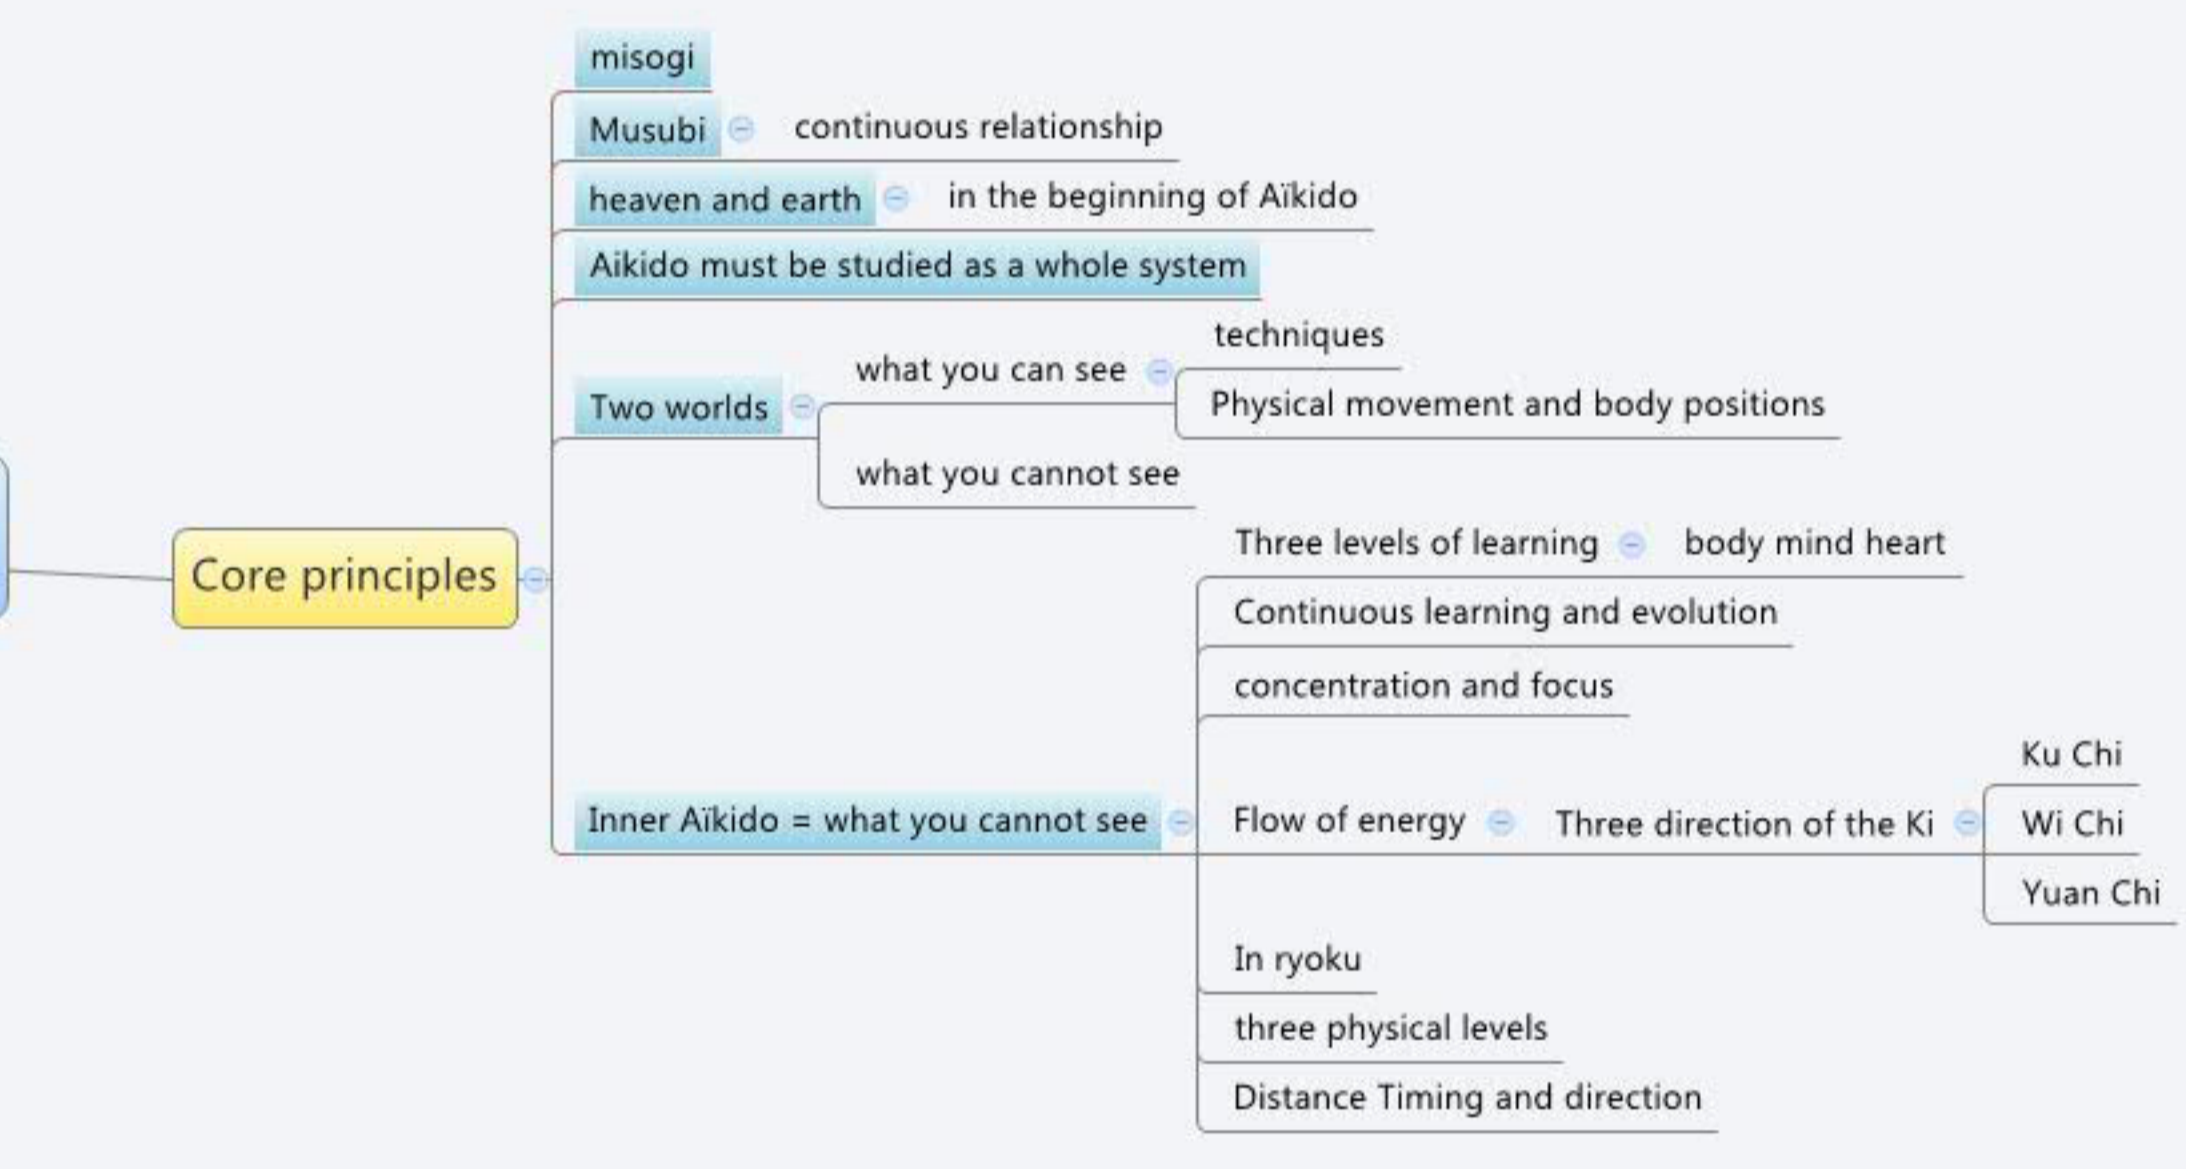 misogi
Musubi
continuous relationship
heaven and earth
in the beginning of Aïkido
Aikido must be studied as a whole system
Two worlds
what you can see
techniques
Physical movement and body positions
what you cannot see
Core principles
Inner Aïkido = what you cannot see
Three levels of learning
body mind heart
Continuous learning and evolution
concentration and focus
Flow of energy
Three direction of the Ki
Ku Chi
Wi Chi
Yuan Chi
In ryoku
three physical levels
Distance Timing and direction